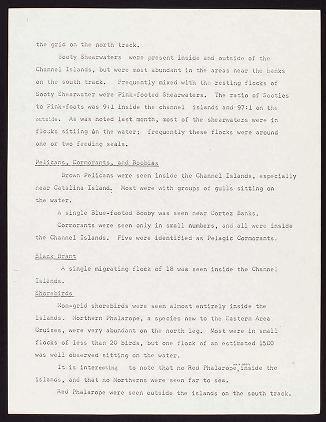 the grid on the north track.
Sooty Shearwaters were present inside and outside of the
Channel Islands, but were most abundant in the areas near the banks
on the south track. Frequently mixed with the resting flocks of
Sooty Shearwater were Pink-footed Shearwaters. The ratio of Sooties
to Pink-foots was 9:1 inside the channel islands and 97:1 on the
outside. As was noted last month, most of the shearwaters were in
flocks sitting on the water; frequently these flocks were around
one or two feeding seals.
Pelicans, Cormorants, and Boobies
Brown Pelicans were seen inside the Channel Islands, especially
near Catalina Island. Most were with groups of gulls sitting on
the water.
A single Blue-footed Booby was seen near Cortez Banks.
Cormorants were seen only in small numbers, and all were inside
the Channel Islands. Five were identified as Pelagic Cormorants.
Black Brant
A single migrating flock of 18 was seen inside the Channel
Islands.
Shorebirds
Non-grid shorebirds were seen almost entirely inside the
islands. Northern Phalarope, a species new to the Eastern Area
Cruises, were very abundant on the north leg. Most were in small
flocks of less than 20 birds, but one flock of an estimated 1500
was well observed sitting on the water.
It is interesting to note that no Red Phalarope inside the
islands, and that no Northerns were seen far to sea.
Red Phalarope were seen outside the islands on the south track.